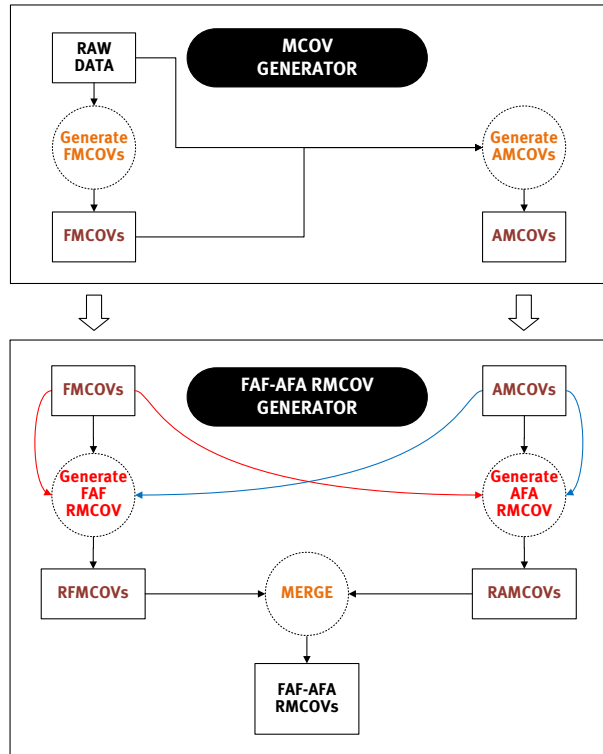 RAW
DATA
MCOV
GENERATOR
Generate
FMCOVs
Generate
AMCOVs
FMCOVs
AMCOVs
FMCOVs
FAF-AFA RMCOV
GENERATOR
AMCOVs
Generate
FAF
RMCOV
Generate
AFA
RMCOV
RFMCOVs
MERGE
RAMCOVs
FAF-AFA
RMCOVs